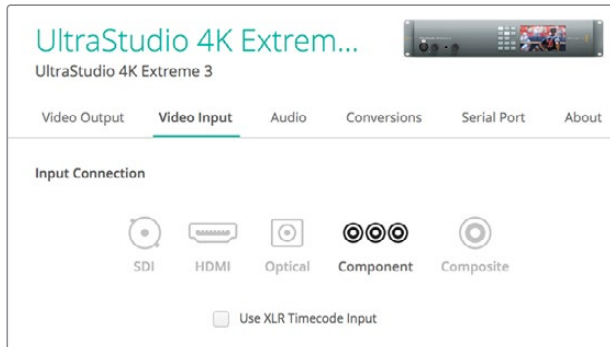 UltraStudio 4K Extrem...
UltraStudio 4K Extreme 3
Video Output Video Input Audio Conversions Serial Port About
Input Connection
SDI HDMI Optical Component Composite
Use XLR Timecode Input